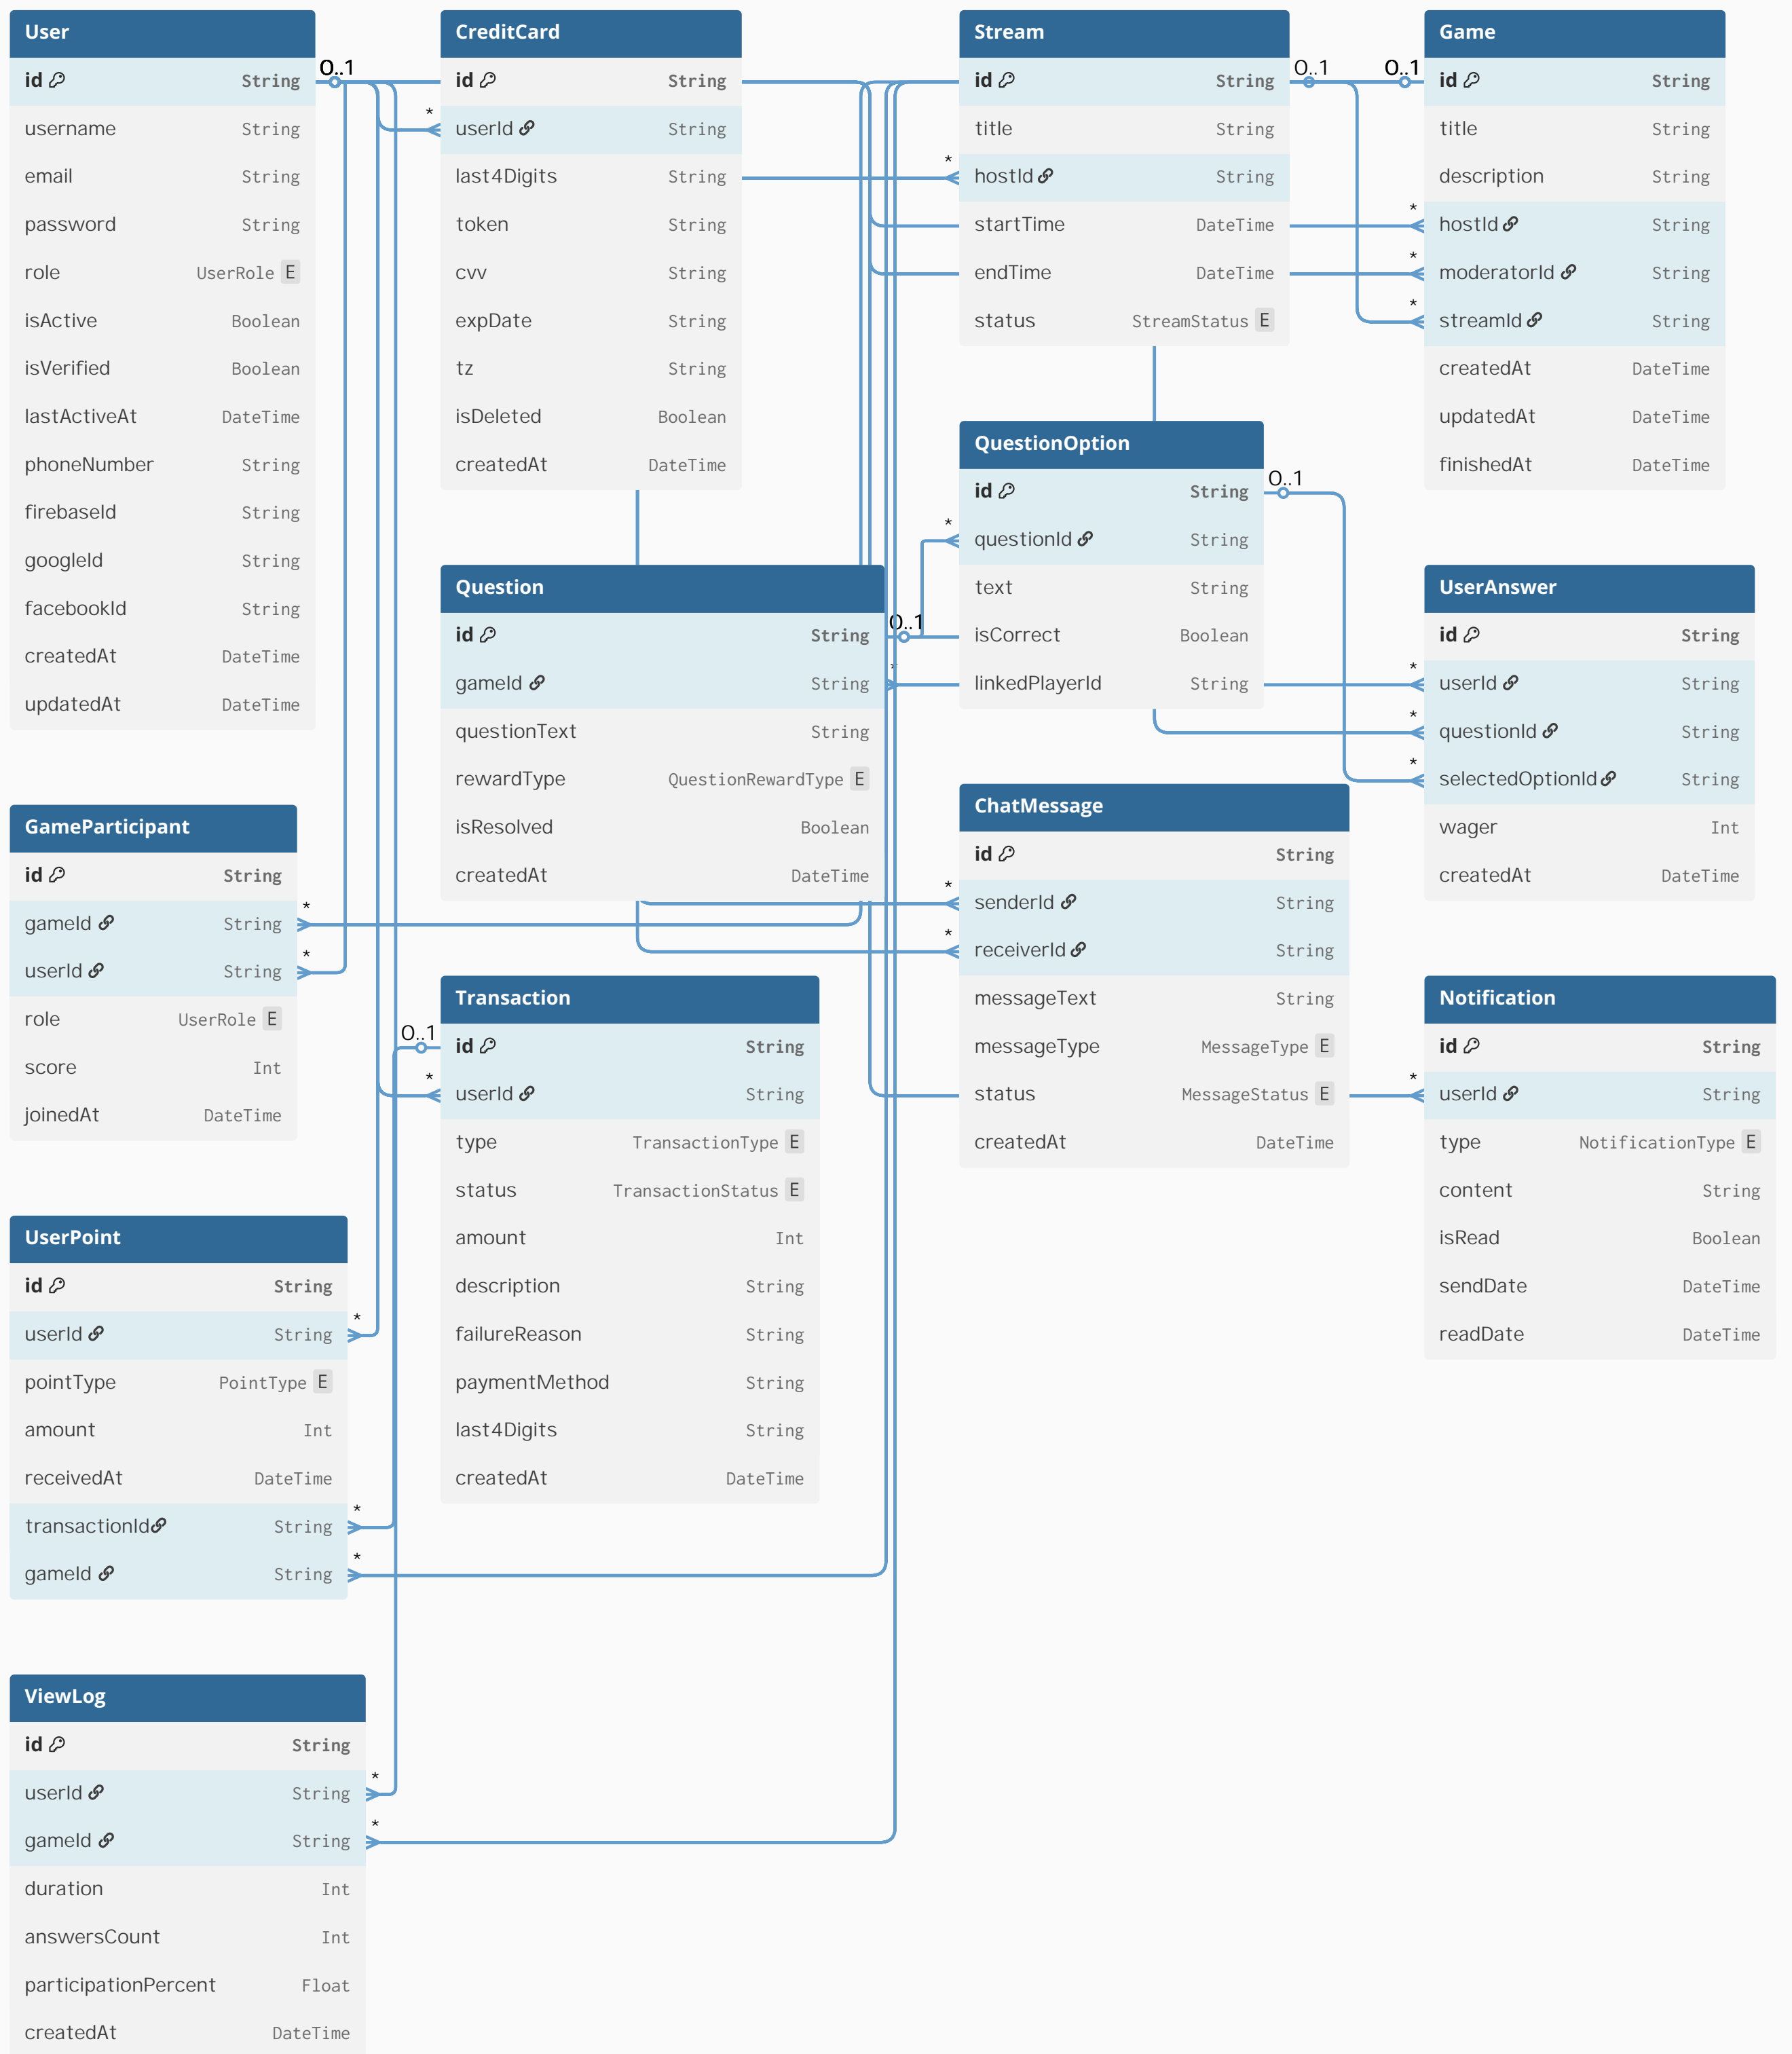 User
id String
username String
email String
password String
role UserRole E
isActive Boolean
isVerified Boolean
lastActiveAt DateTime
phoneNumber String
firebaseId String
googleId String
facebookId String
createdAt DateTime
updatedAt DateTime
0..1
CreditCard
id String
* userId String
last4Digits String
token String
cvv String
expDate String
tz String
isDeleted Boolean
createdAt DateTime
Stream
id String
title String
* hostId String
startTime DateTime
endTime DateTime
status StreamStatus E
0..1
0..1
Game
id String
title String
description String
* hostId String
* moderatorId String
* streamId String
createdAt DateTime
updatedAt DateTime
finishedAt DateTime
QuestionOption
id String
0..1
* questionId String
text String
isCorrect Boolean
linkedPlayerId String
Question
id String
0..1
gameId String *
questionText String
rewardType QuestionRewardType E
isResolved Boolean
createdAt DateTime
UserAnswer
id String
* userId String
* questionId String
* selectedOptionId String
wager Int
createdAt DateTime
GameParticipant
id String
gameId String *
userId String *
role UserRole E
score Int
joinedAt DateTime
ChatMessage
id String
* senderId String
* receiverId String
messageText String
messageType MessageType E
status MessageStatus E
createdAt DateTime
Transaction
0..1
id String
* userId String
type TransactionType E
status TransactionStatus E
amount Int
description String
failureReason String
paymentMethod String
last4Digits String
createdAt DateTime
Notification
id String
* userId String
type NotificationType E
content String
isRead Boolean
sendDate DateTime
readDate DateTime
UserPoint
id String
userId String *
pointType PointType E
amount Int
receivedAt DateTime
transactionId String *
gameId String *
ViewLog
id String
userId String *
gameId String *
duration Int
answersCount Int
participationPercent Float
createdAt DateTime